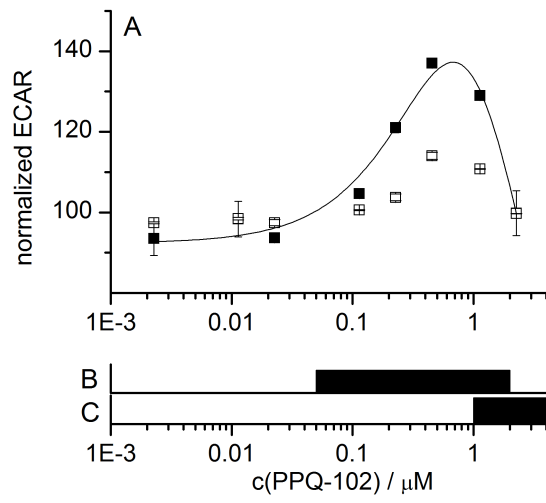 A
140
120
100
normalized ECAR
1E-3 0.01 0.1 1
B
C
1E-3 0.01 0.1 1
c(PPQ-102) / μM